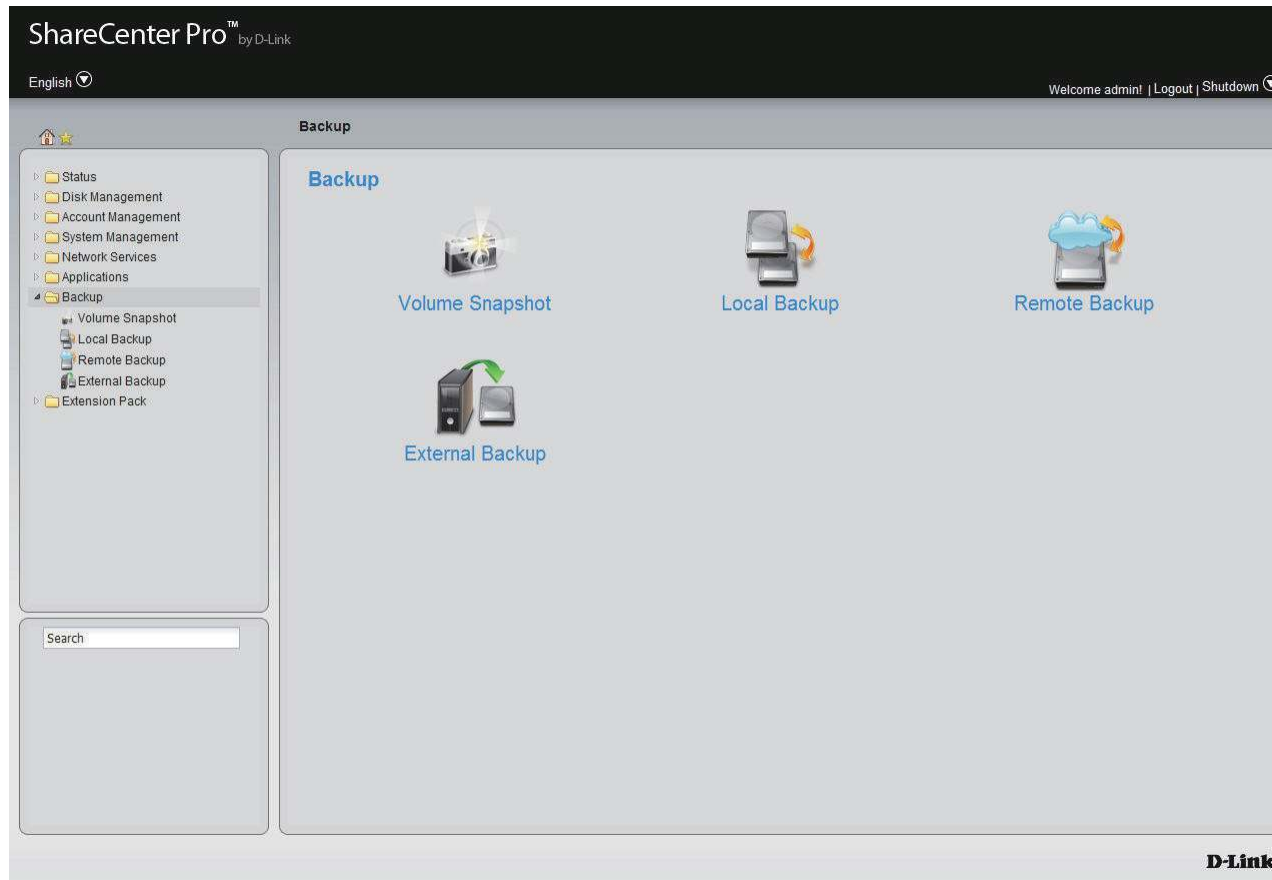 ShareCenter Pro™ by D-Link
English
Welcome admin! | Logout | Shutdown
Backup
Status
Disk Management
Account Management
System Management
Network Services
Applications
Backup
Volume Snapshot
Local Backup
Remote Backup
External Backup
Extension Pack
Search
Backup
Volume Snapshot
Local Backup
Remote Backup
External Backup
D-Link